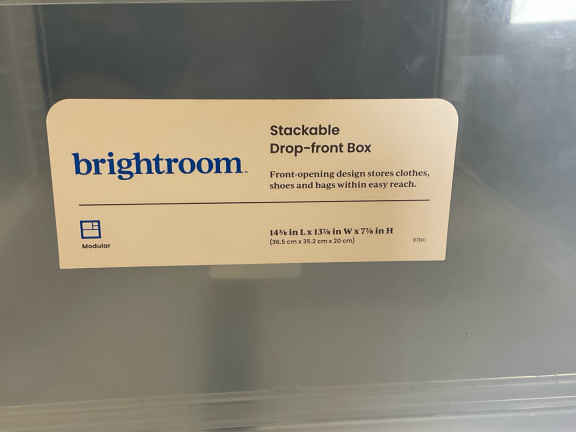 brightroom™
Stackable
Drop-front Box
Front-opening design stores clothes,
shoes and bags within easy reach.
Modular
14⅜ in L x 13⅞ in W x 7⅞ in H
(36.5 cm x 35.2 cm x 20 cm)